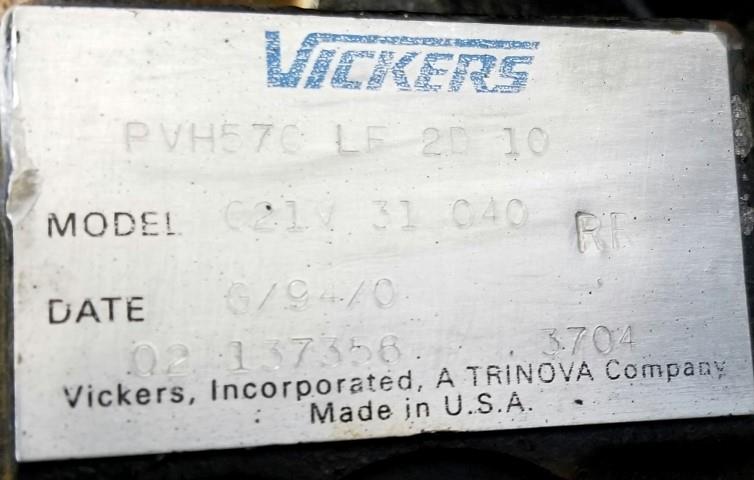 VICKERS
PVH57C LF 2D 10
MODEL C21V 31 040 RF
DATE G/94/0
02 137356 3704
Vickers, Incorporated, A TRINOVA Company
Made in U.S.A.